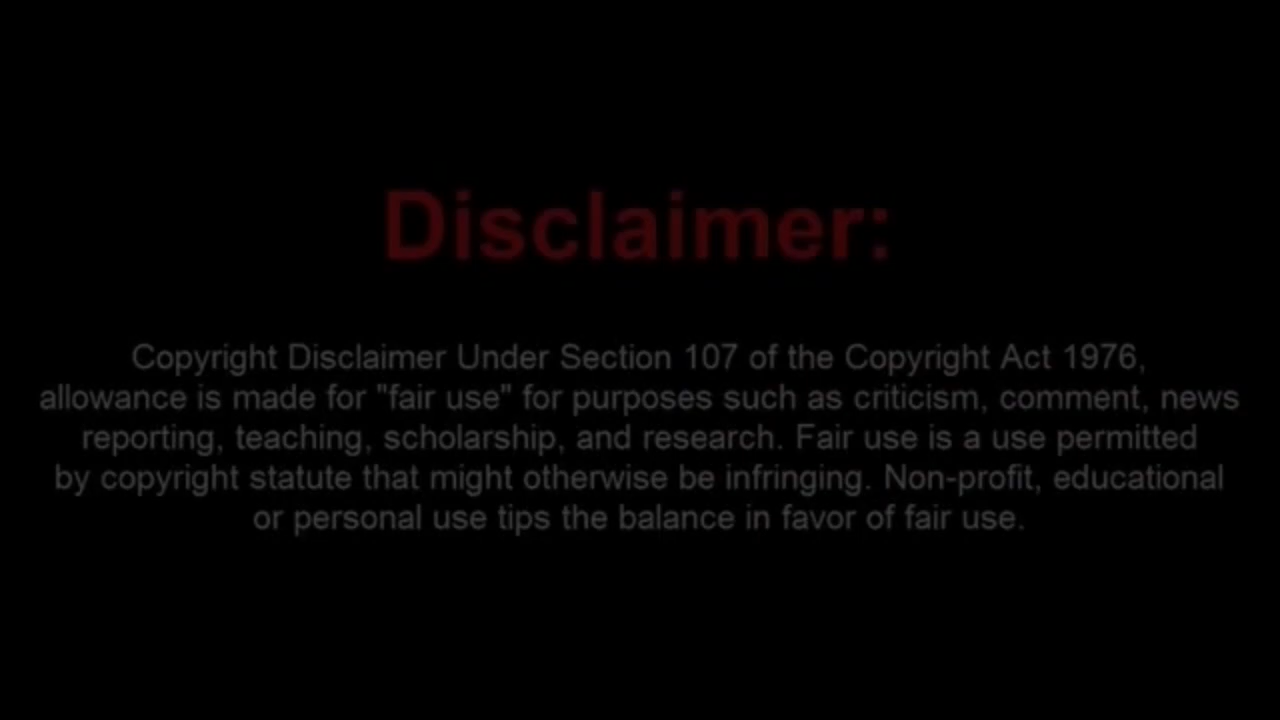 Disclaimer:
Copyright Disclaimer Under Section 107 of the Copyright Act 1976,
allowance is made for "fair use" for purposes such as criticism, comment, news
reporting, teaching, scholarship, and research. Fair use is a use permitted
by copyright statute that might otherwise be infringing. Non-profit, educational
or personal use tips the balance in favor of fair use.